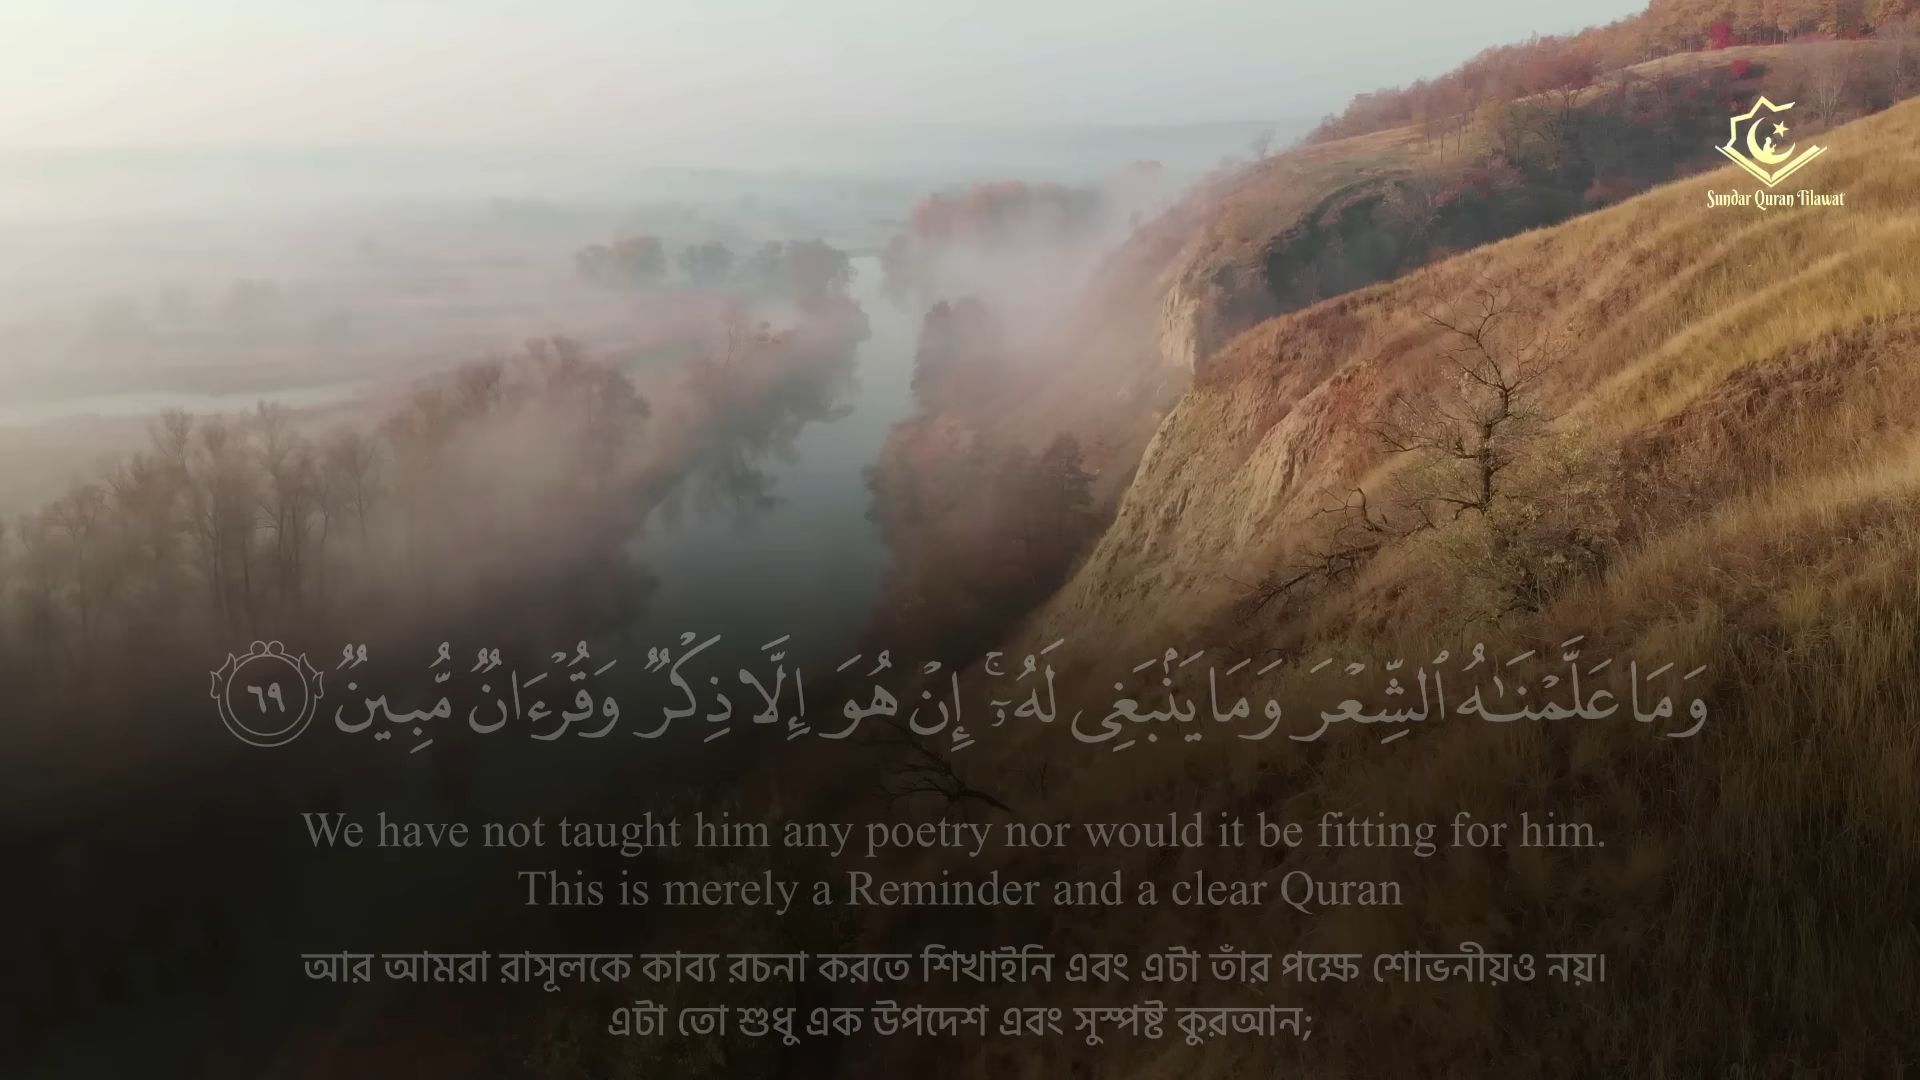 Sundar Quran Tilawat
وَمَا عَلَّمْنَٰهُ ٱلشِّعْرَ وَمَا يَنۢبَغِى لَهُۥٓ ۚ إِنْ هُوَ إِلَّا ذِكْرٌ وَقُرْءَانٌ مُّبِينٌ ٦٩
We have not taught him any poetry nor would it be fitting for him.
This is merely a Reminder and a clear Quran
আর আমরা রাসূলকে কাব্য রচনা করতে শিখাইনি এবং এটা তাঁর পক্ষে শোভনীয়ও নয়।
এটা তো শুধু এক উপদেশ এবং সুস্পষ্ট কুরআন;